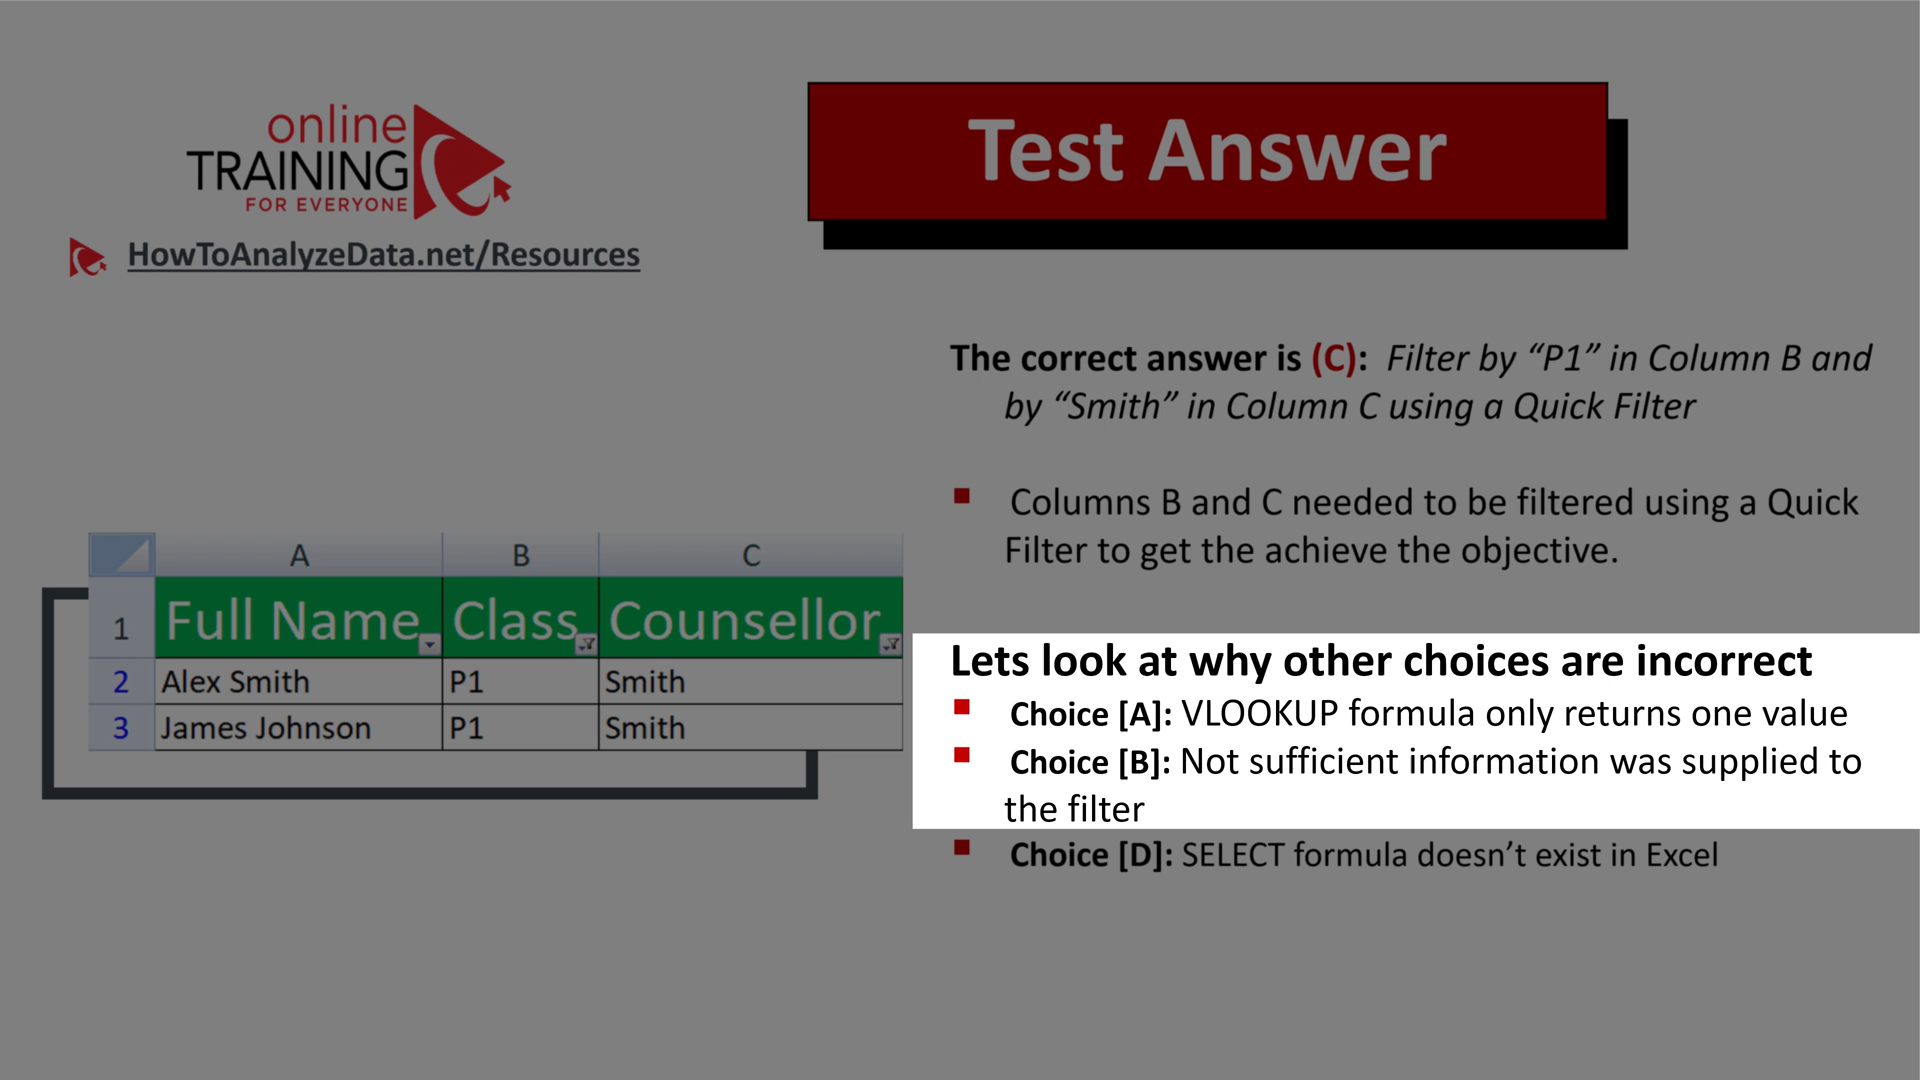 online
TRAINING
FOR EVERYONE
HowToAnalyzeData.net/Resources
Test Answer
The correct answer is (C): Filter by “P1” in Column B and
by “Smith” in Column C using a Quick Filter
Columns B and C needed to be filtered using a Quick
Filter to get the achieve the objective.
A B C
1 Full Name Class Counsellor
2 Alex Smith P1 Smith
3 James Johnson P1 Smith
Lets look at why other choices are incorrect
Choice [A]: VLOOKUP formula only returns one value
Choice [B]: Not sufficient information was supplied to
the filter
Choice [D]: SELECT formula doesn’t exist in Excel